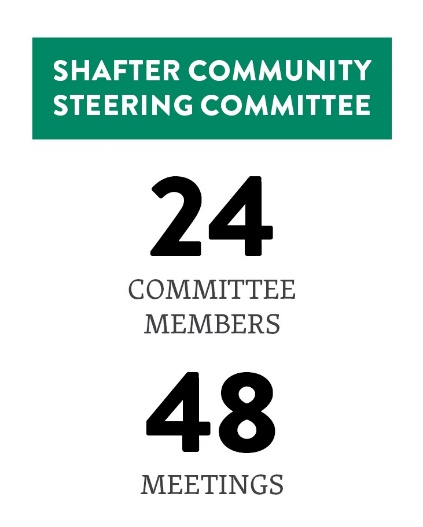 SHAFTER COMMUNITY
STEERING COMMITTEE
24
COMMITTEE
MEMBERS
48
MEETINGS